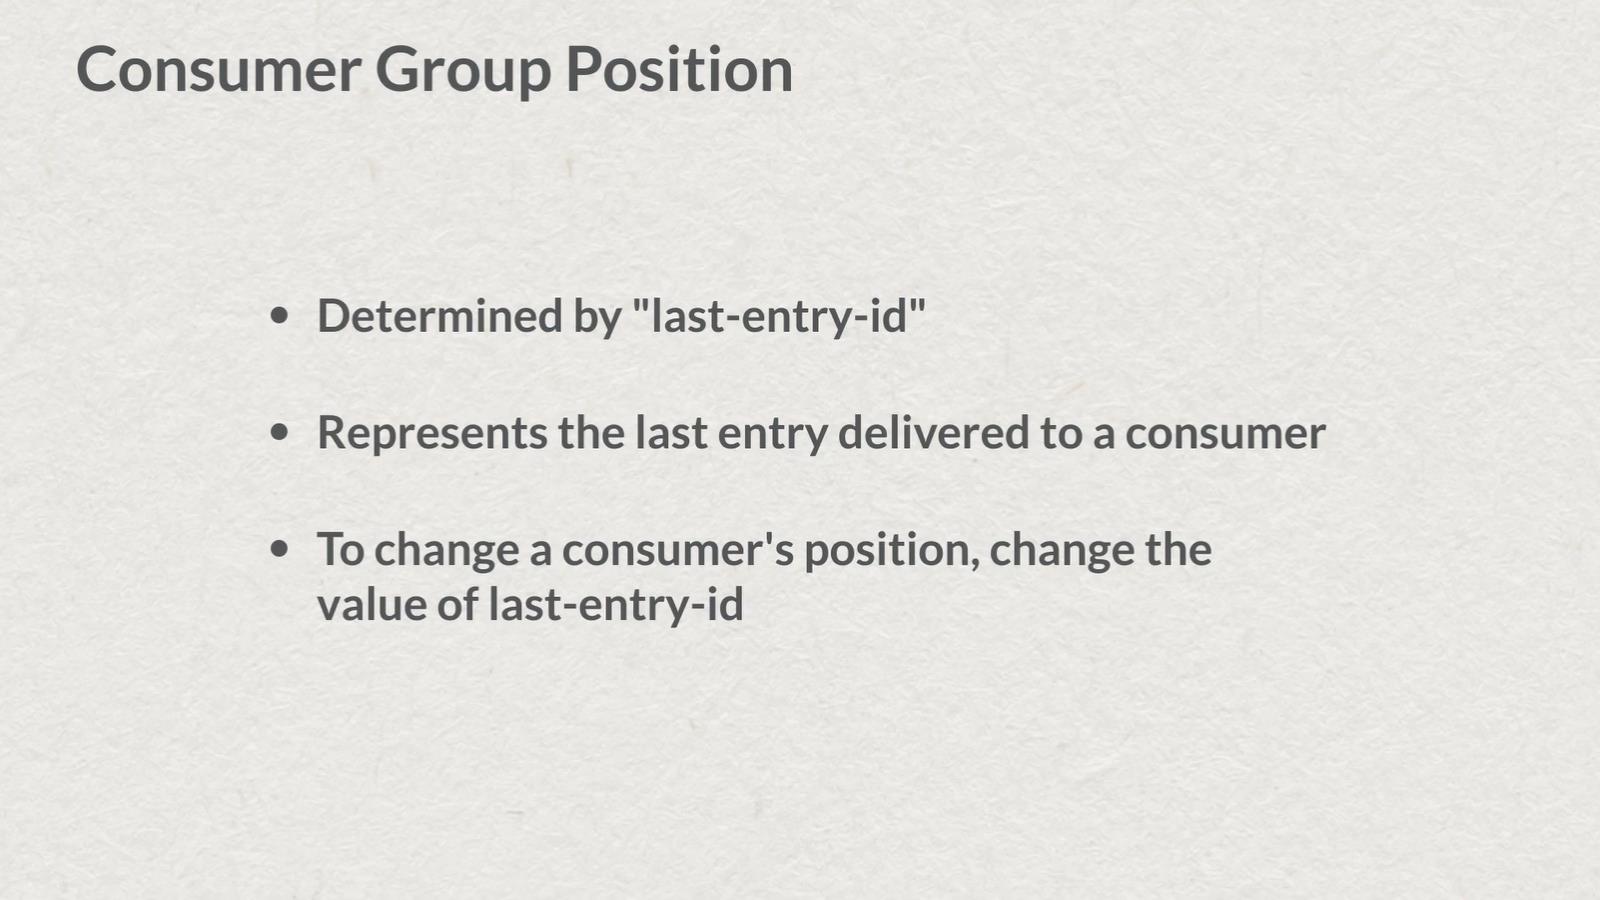 Consumer Group Position
• Determined by "last-entry-id"
• Represents the last entry delivered to a consumer
• To change a consumer's position, change the
value of last-entry-id